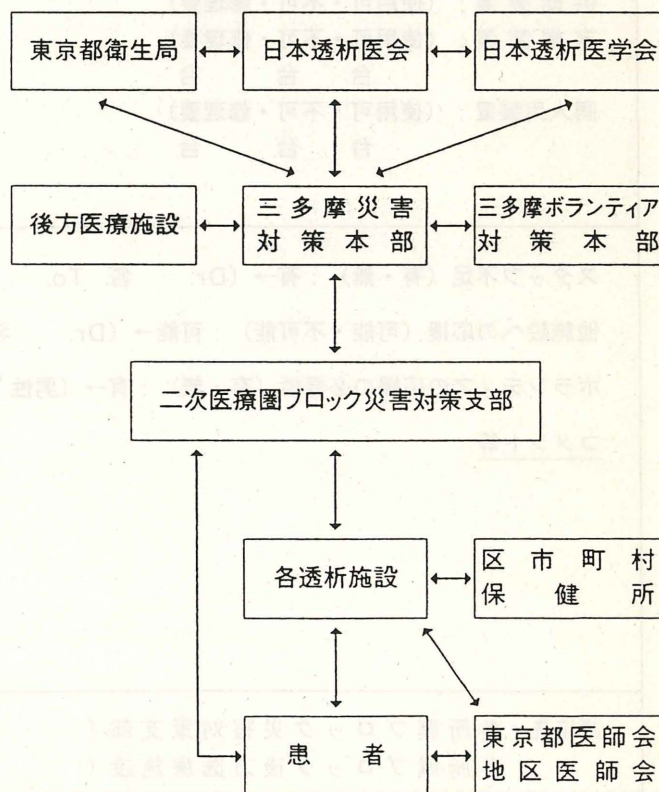 東京都衛生局
日本透析医会
日本透析医学会
後方医療施設
三多摩災害
対策本部
三多摩ボランティア
対策本部
二次医療圏ブロック災害対策支部
各透析施設
区市町村
保健所
患者
東京都医師会
地区医師会